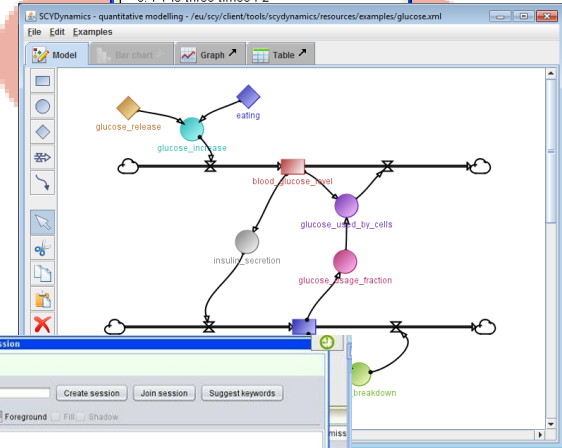 SCYDynamics - quantitative modelling - /eu/scy/client/tools/scydynamics/resources/examples/glucose.xml
File Edit Examples
Model Bar chart Graph Table
glucose_release
eating
glucose_increase
blood_glucose_level
glucose_used_by_cells
insulin_secretion
glucose_usage_fraction
ssion
Create session Join session Suggest keywords
breakdown
Foreground Fill Shadow
miss